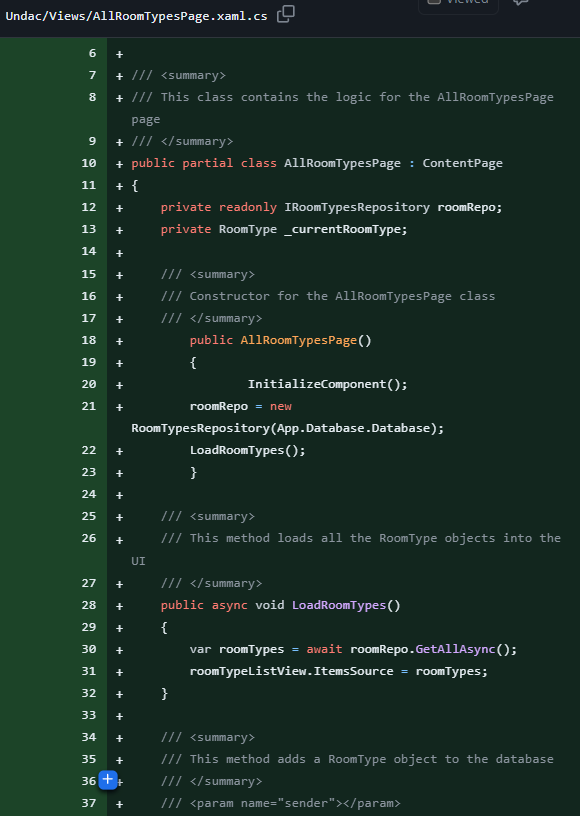 Undac/Views/AllRoomTypesPage.xaml.cs
Viewed
6 +
7 + /// <summary>
8 + /// This class contains the logic for the AllRoomTypesPage
page
9 + /// </summary>
10 + public partial class AllRoomTypesPage : ContentPage
11 + {
12 + private readonly IRoomTypesRepository roomRepo;
13 + private RoomType _currentRoomType;
14 +
15 + /// <summary>
16 + /// Constructor for the AllRoomTypesPage class
17 + /// </summary>
18 + public AllRoomTypesPage()
19 + {
20 + InitializeComponent();
21 + roomRepo = new
RoomTypesRepository(App.Database.Database);
22 + LoadRoomTypes();
23 + }
24 +
25 + /// <summary>
26 + /// This method loads all the RoomType objects into the
UI
27 + /// </summary>
28 + public async void LoadRoomTypes()
29 + {
30 + var roomTypes = await roomRepo.GetAllAsync();
31 + roomTypeListView.ItemsSource = roomTypes;
32 + }
33 +
34 + /// <summary>
35 + /// This method adds a RoomType object to the database
36 + /// </summary>
37 + /// <param name="sender"></param>